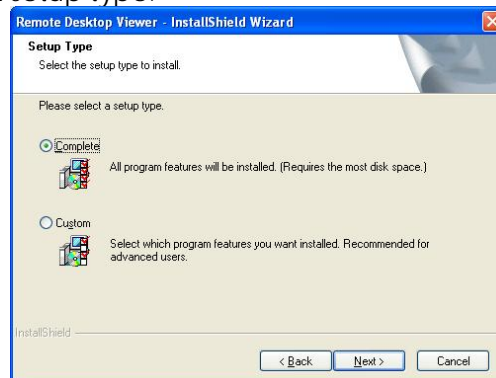 setup type.
Remote Desktop Viewer - InstallShield Wizard
Setup Type
Select the setup type to install.
Please select a setup type.
Complete
All program features will be installed. (Requires the most disk space.)
Custom
Select which program features you want installed. Recommended for
advanced users.
InstallShield
< Back
Next >
Cancel